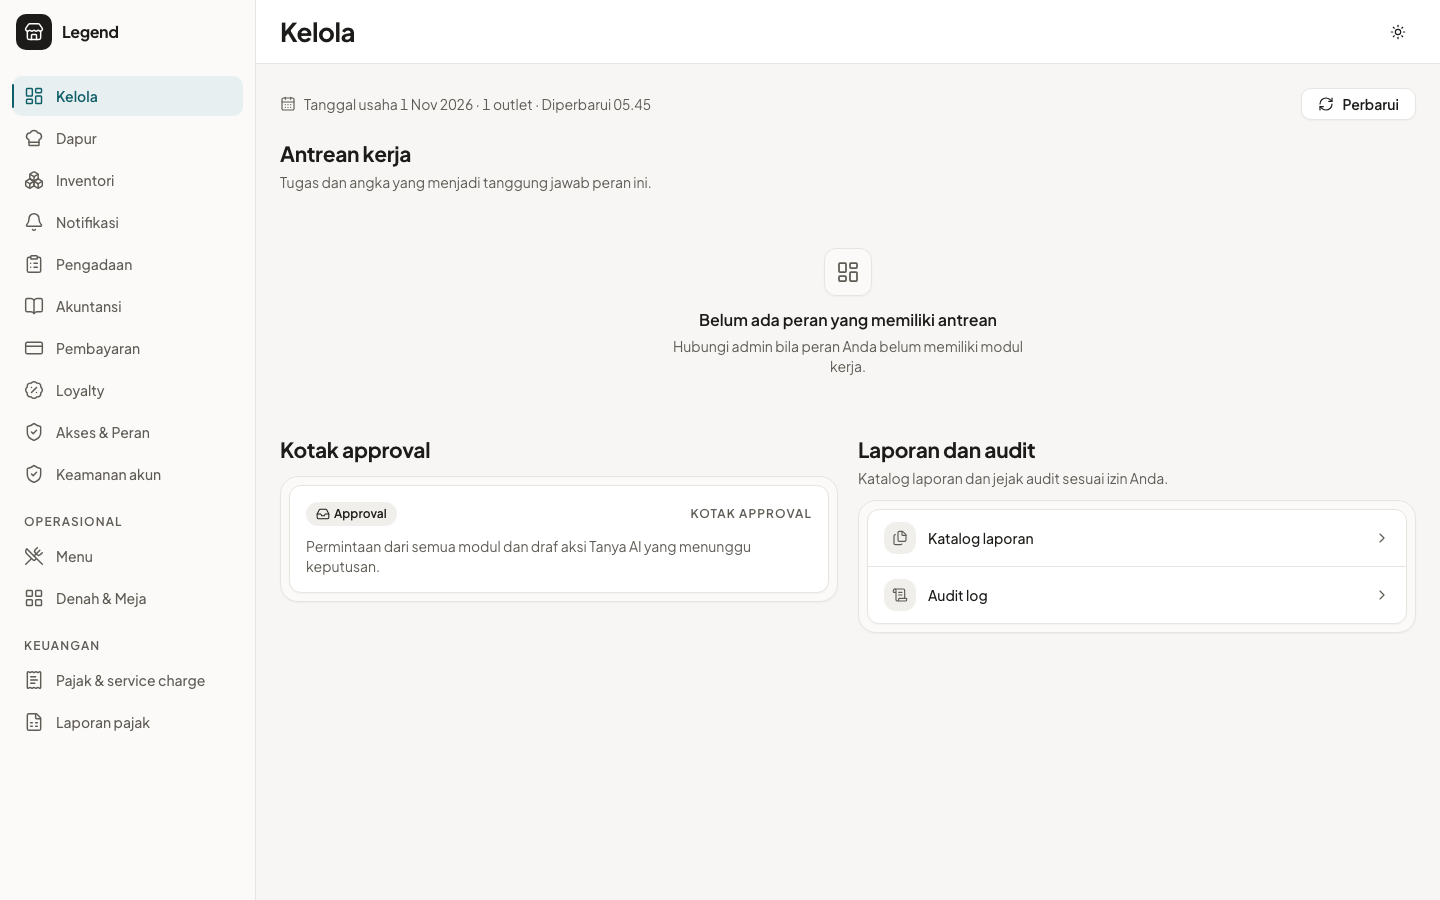 Legend
Kelola
Dapur
Inventori
Notifikasi
Pengadaan
Akuntansi
Pembayaran
Loyalty
Akses & Peran
Keamanan akun
OPERASIONAL
Menu
Denah & Meja
KEUANGAN
Pajak & service charge
Laporan pajak
Kelola
Tanggal usaha 1 Nov 2026 · 1 outlet · Diperbarui 05.45
Perbarui
Antrean kerja
Tugas dan angka yang menjadi tanggung jawab peran ini.
Belum ada peran yang memiliki antrean
Hubungi admin bila peran Anda belum memiliki modul
kerja.
Kotak approval
Approval
KOTAK APPROVAL
Permintaan dari semua modul dan draf aksi Tanya AI yang menunggu
keputusan.
Laporan dan audit
Katalog laporan dan jejak audit sesuai izin Anda.
Katalog laporan
Audit log